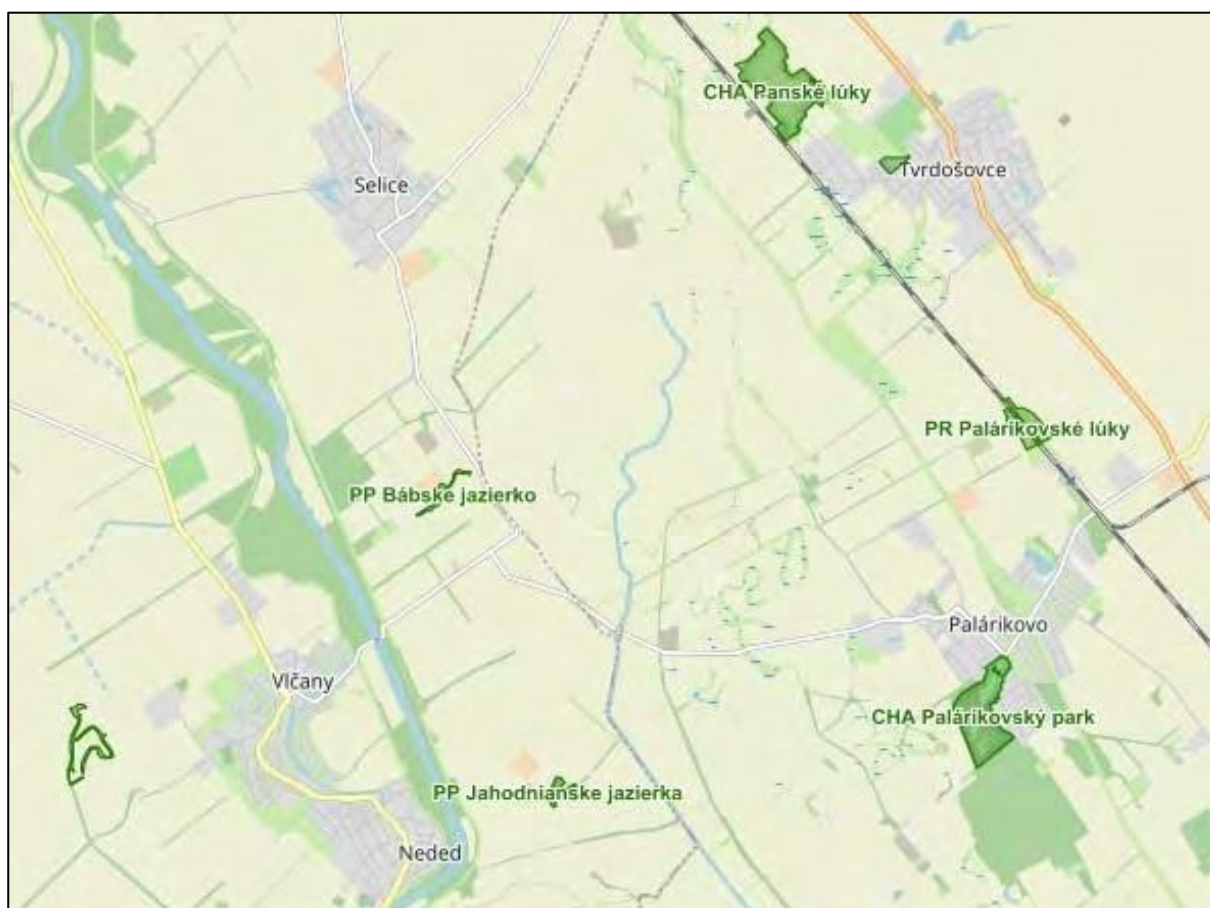 CHA Panské lúky
Tvrdošovce
Selice
PR Palárikovské lúky
PP Bábske jazierko
Palárikovo
Vlčany
CHA Palárikovský park
PP Jahodnianske jazierka
Neded